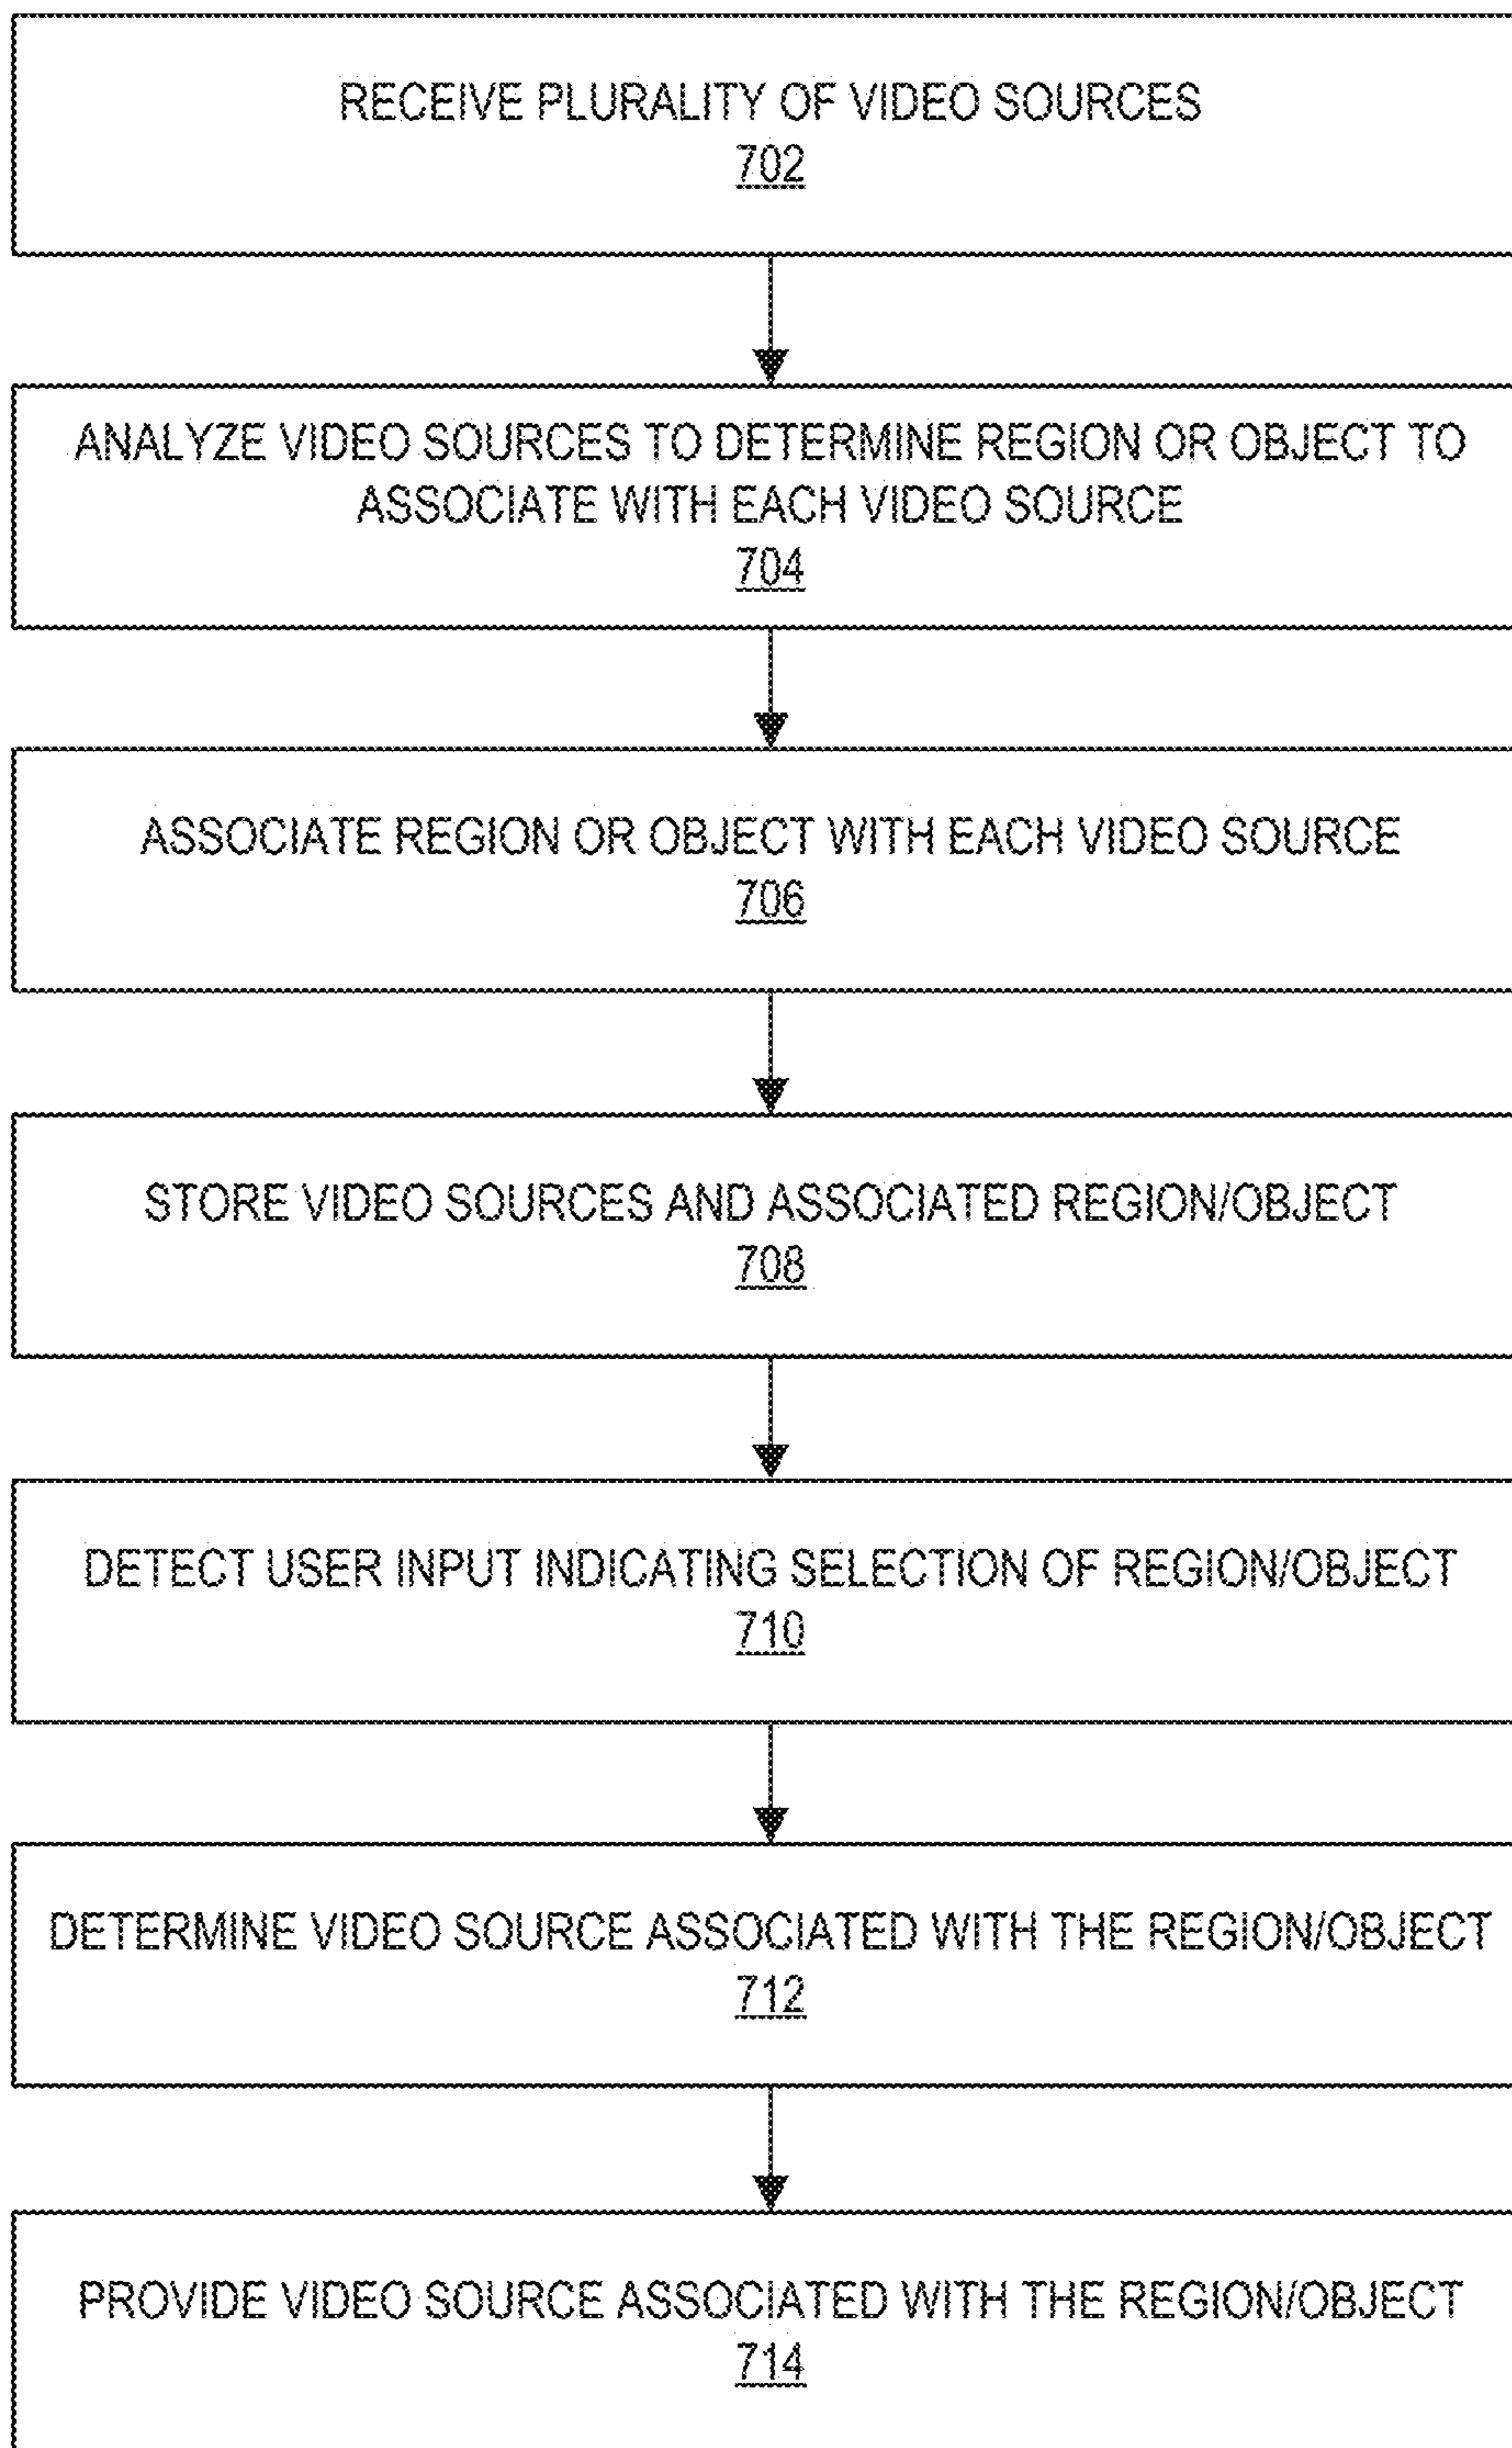 RECEIVE PLURALITY OF VIDEO SOURCES
702
ANALYZE VIDEO SOURCES TO DETERMINE REGION OR OBJECT TO
ASSOCIATE WITH EACH VIDEO SOURCE
704
ASSOCIATE REGION OR OBJECT WITH EACH VIDEO SOURCE
706
STORE VIDEO SOURCES AND ASSOCIATED REGION/OBJECT
708
DETECT USER INPUT INDICATING SELECTION OF REGION/OBJECT
710
DETERMINE VIDEO SOURCE ASSOCIATED WITH THE REGION/OBJECT
712
PROVIDE VIDEO SOURCE ASSOCIATED WITH THE REGION/OBJECT
714